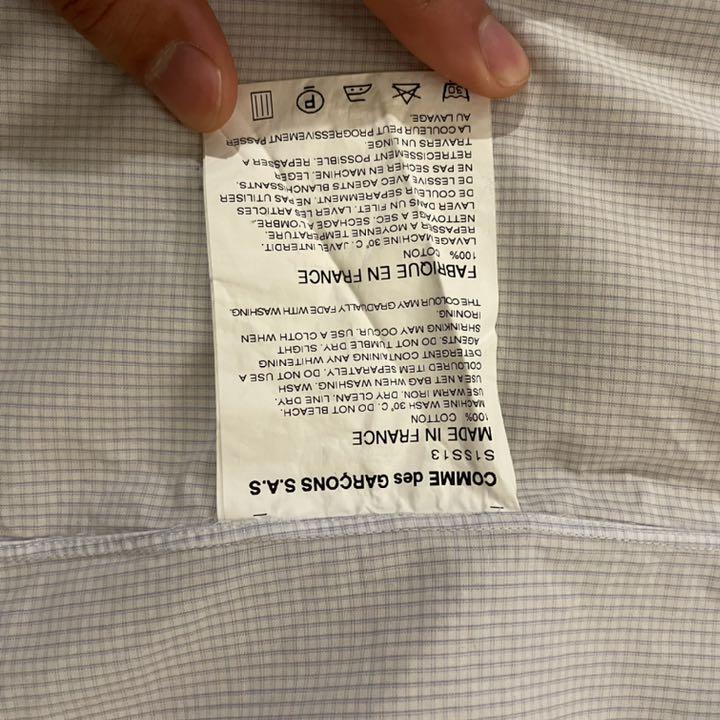 COMME des GARÇONS S.A.S
S1SS13
MADE IN FRANCE
100% COTTON
MACHINE WASH 30°C. DO NOT BLEACH.
USE WARM IRON. DRY CLEAN. LINE DRY.
USE A NET BAG WHEN WASHING. WASH
COLOURED ITEM SEPARATELY. DO NOT USE A
DETERGENT CONTAINING ANY WHITENING
AGENTS. DO NOT TUMBLE DRY. SLIGHT
SHRINKING MAY OCCUR. USE A CLOTH WHEN
IRONING.
THE COLOUR MAY GRADUALLY FADE WITH WASHING.
FABRIQUE EN FRANCE
100% COTON
LAVAGE MACHINE 30°C. JAVEL INTERDIT.
REPASSER A MOYENNE TEMPERATURE.
NETTOYAGE A SEC. SECHAGE A L'OMBRE.
LAVER DANS UN FILET. LAVER LES ARTICLES
DE COULEUR SEPAREMMENT. NE PAS UTILISER
DE LESSIVE AVEC AGENTS BLANCHISSANTS.
NE PAS SECHER EN MACHINE. LEGER
RETRECISSEMENT POSSIBLE. REPASSER A
TRAVERS UN LINGE.
LA COULEUR PEUT PROGRESSIVEMENT PASSER
AU LAVAGE.
30 P